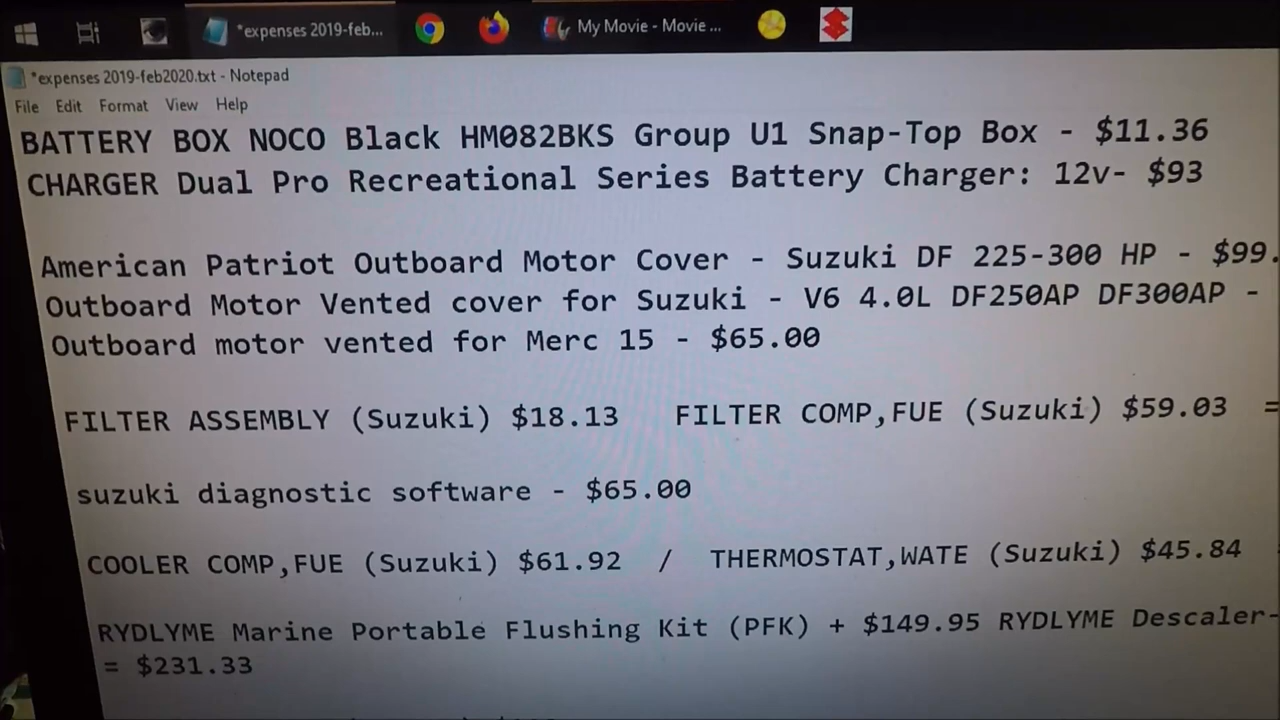 *expenses 2019-feb...
My Movie - Movie ...
*expenses 2019-feb2020.txt - Notepad
File Edit Format View Help
BATTERY BOX NOCO Black HM082BKS Group U1 Snap-Top Box - $11.36
CHARGER Dual Pro Recreational Series Battery Charger: 12v- $93
American Patriot Outboard Motor Cover - Suzuki DF 225-300 HP - $99.
Outboard Motor Vented cover for Suzuki - V6 4.0L DF250AP DF300AP -
Outboard motor vented for Merc 15 - $65.00
FILTER ASSEMBLY (Suzuki) $18.13 FILTER COMP,FUE (Suzuki) $59.03 =
suzuki diagnostic software - $65.00
COOLER COMP,FUE (Suzuki) $61.92 / THERMOSTAT,WATE (Suzuki) $45.84
RYDLYME Marine Portable Flushing Kit (PFK) + $149.95 RYDLYME Descaler-
= $231.33